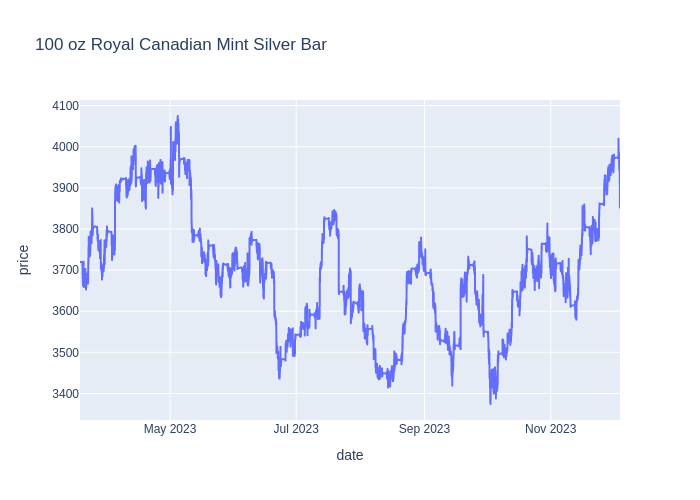 100 oz Royal Canadian Mint Silver Bar
price
4100
4000
3900
3800
3700
3600
3500
3400
May 2023
Jul 2023
Sep 2023
Nov 2023
date